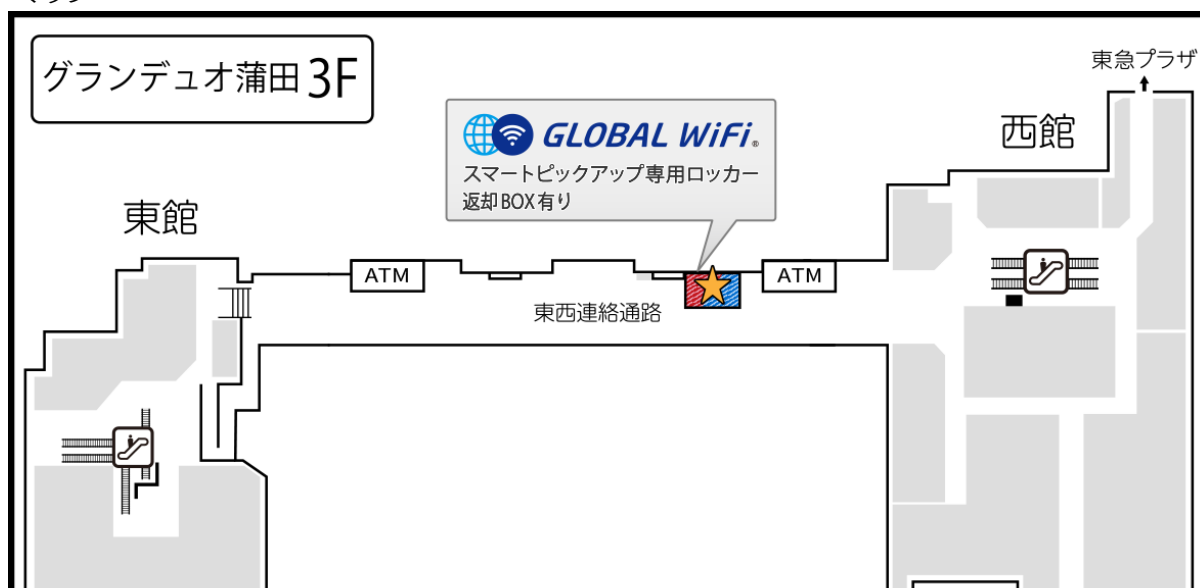 グランデュオ蒲田 3F
東急プラザ
西館
GLOBAL WiFi®
スマートピックアップ専用ロッカー
返却BOX有り
東館
ATM
ATM
東西連絡通路